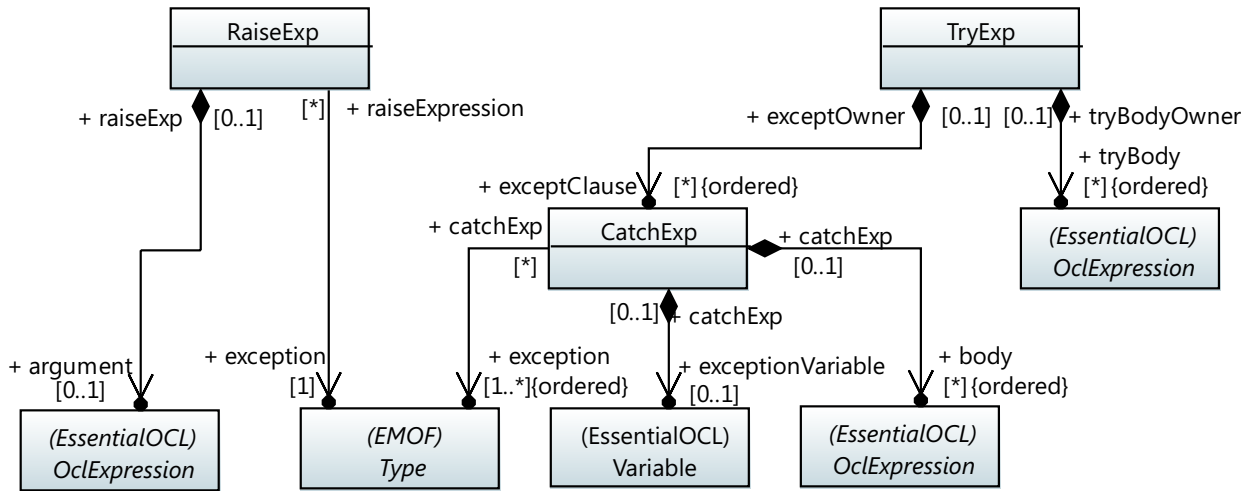 RaiseExp
TryExp
+ raiseExp
[0..1]
[*]
+ raiseExpression
+ exceptOwner
[0..1]
[0..1]
+ tryBodyOwner
+ tryBody
[*]{ordered}
+ exceptClause
[*]{ordered}
+ catchExp
[*]
CatchExp
+ catchExp
[0..1]
(EssentialOCL)
OclExpression
[0..1]
+ catchExp
+ argument
[0..1]
+ exception
[1]
+ exception
[1..*]{ordered}
+ exceptionVariable
[0..1]
+ body
[*]{ordered}
(EssentialOCL)
OclExpression
(EMOF)
Type
(EssentialOCL)
Variable
(EssentialOCL)
OclExpression